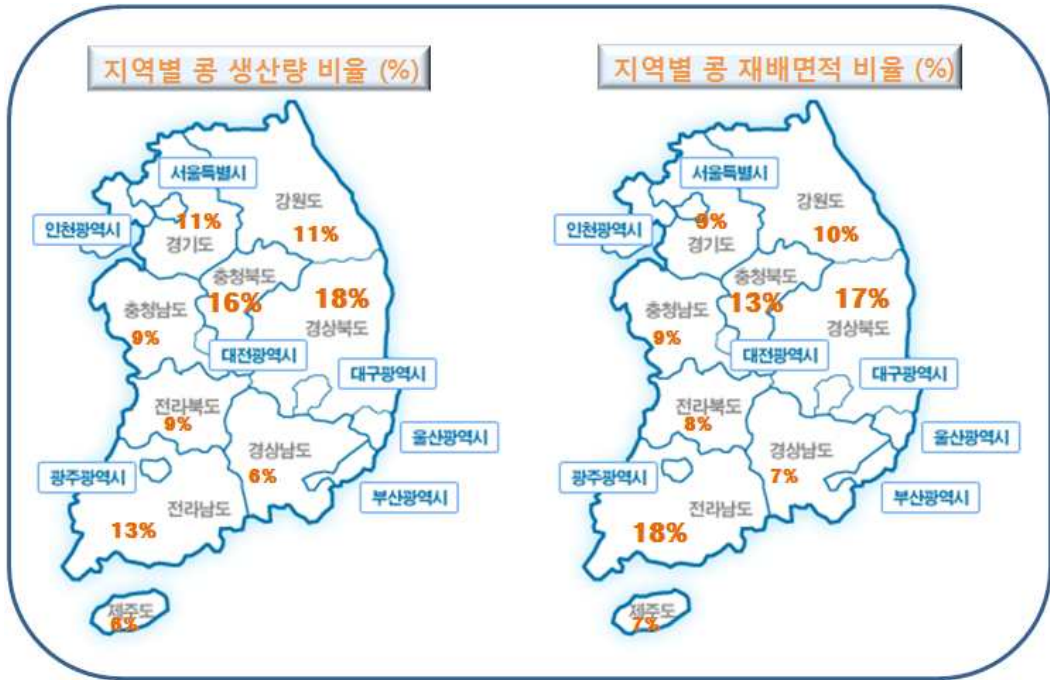 지역별 콩 생산량 비율 (%)
서울특별시
강원도
인천광역시
11%
경기도
11%
충청북도
16%
18%
충청남도
9%
경상북도
대전광역시
대구광역시
전라북도
9%
울산광역시
경상남도
6%
광주광역시
부산광역시
전라남도
13%
제주도
6%
지역별 콩 재배면적 비율 (%)
서울특별시
강원도
인천광역시
9%
경기도
10%
충청북도
13%
17%
충청남도
9%
경상북도
대전광역시
대구광역시
전라북도
8%
울산광역시
경상남도
7%
광주광역시
부산광역시
전라남도
18%
제주도
7%